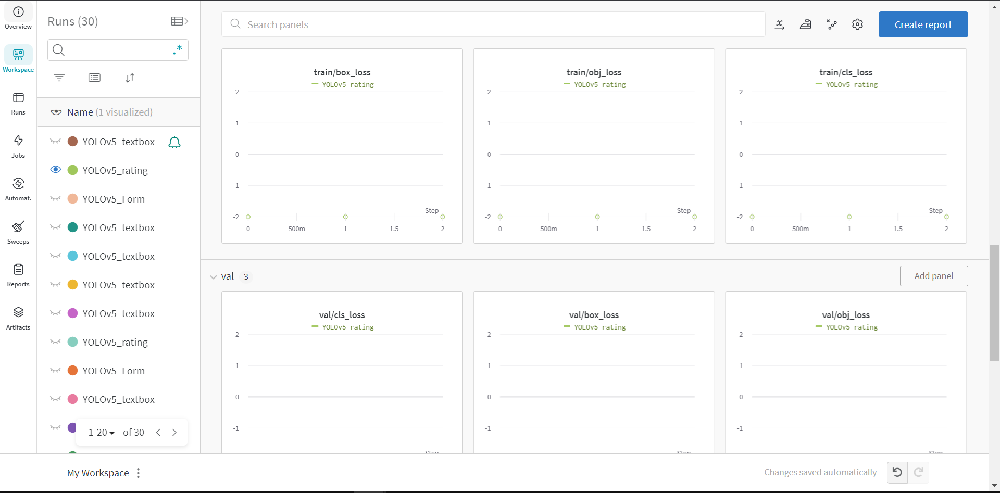 Overview
Workspace
Runs
Jobs
Automat.
Sweeps
Reports
Artifacts
Runs (30)
.*
Name (1 visualized)
YOLOv5_textbox
YOLOv5_rating
YOLOv5_Form
YOLOv5_textbox
YOLOv5_textbox
YOLOv5_textbox
YOLOv5_textbox
YOLOv5_rating
YOLOv5_Form
YOLOv5_textbox
1-20 of 30
Search panels
Create report
train/box_loss
YOLOv5_rating
2
1
0
-1
-2
Step
0 500m 1 1.5 2
train/obj_loss
YOLOv5_rating
2
1
0
-1
-2
Step
0 500m 1 1.5 2
train/cls_loss
YOLOv5_rating
2
1
0
-1
-2
Step
0 500m 1 1.5 2
val 3
Add panel
val/cls_loss
YOLOv5_rating
2
1
0
-1
Step
val/box_loss
YOLOv5_rating
2
1
0
-1
Step
val/obj_loss
YOLOv5_rating
2
1
0
-1
Step
My Workspace
Changes saved automatically